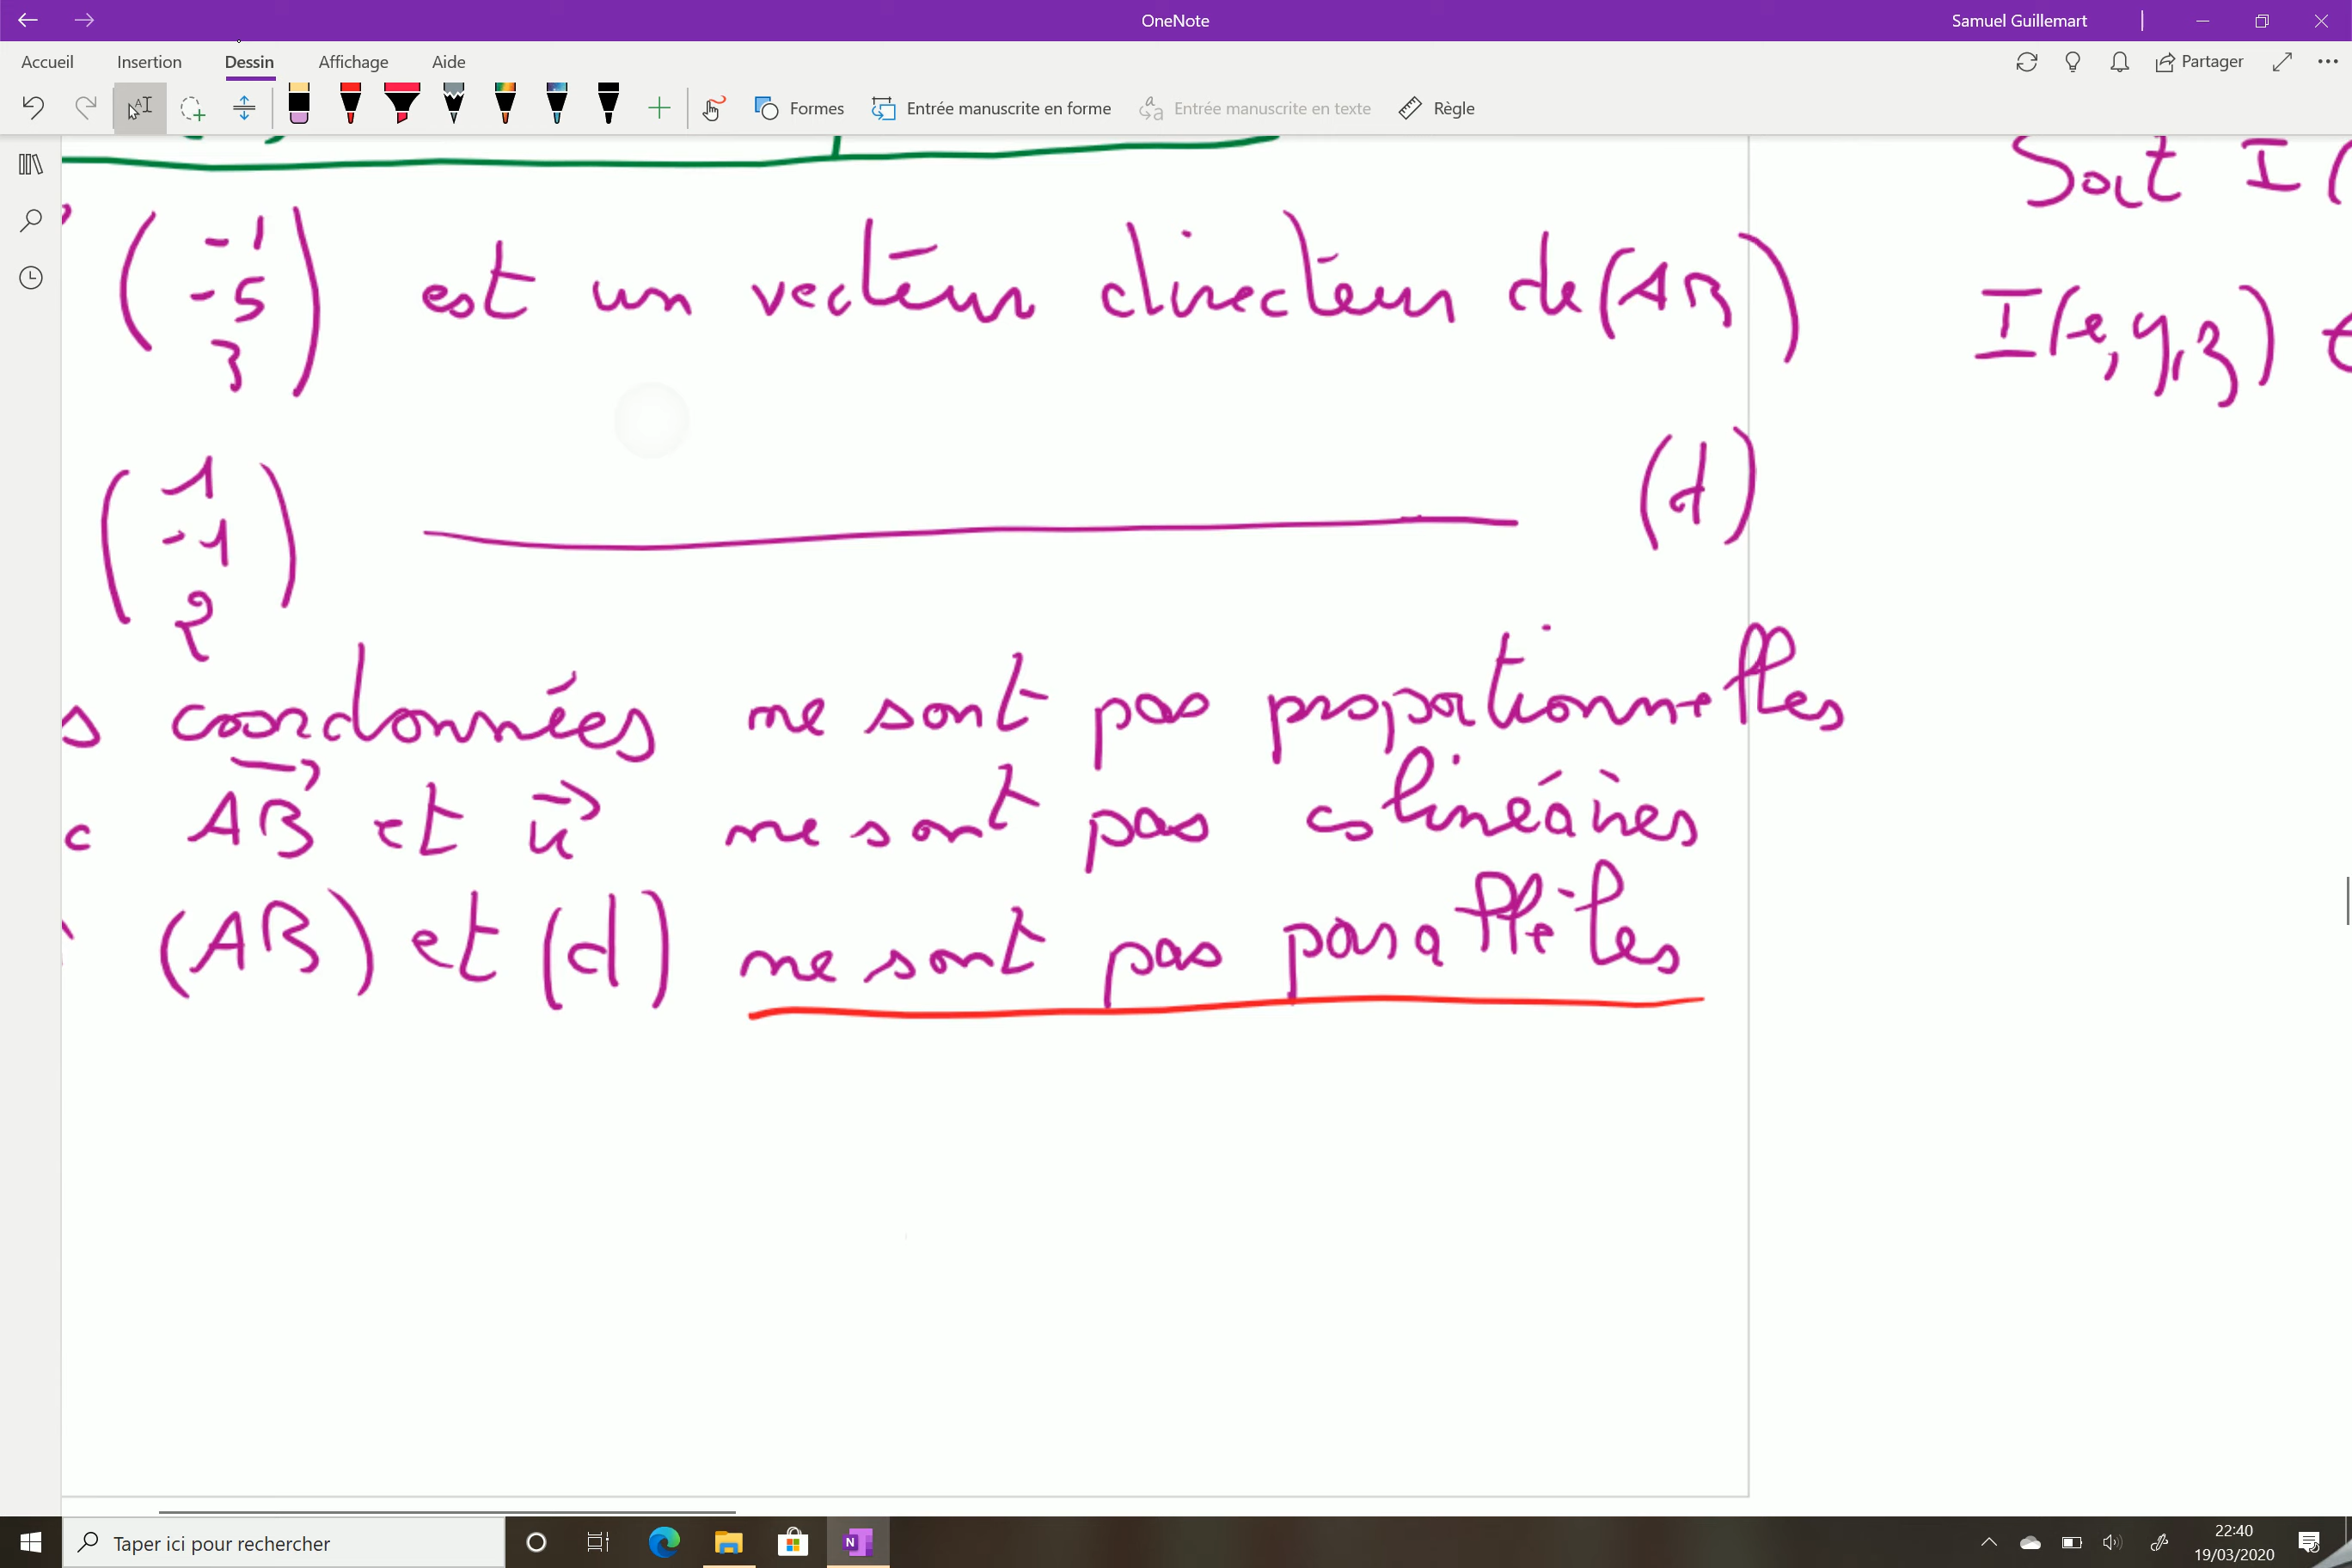 OneNote
Samuel Guillemart
Accueil Insertion Dessin Affichage Aide
Partager
Formes
Entrée manuscrite en forme
Entrée manuscrite en texte
Règle
(-1 -5 3) est un vecteur directeur de (AB)
(1 -1 2) (d)
s coordonnées ne sont pas proportionnelles
c AB et u ne sont pas colinéaires
(AB) et (d) ne sont pas parallèles
Soit I (
I(x, y, z)
Taper ici pour rechercher
22:40
19/03/2020